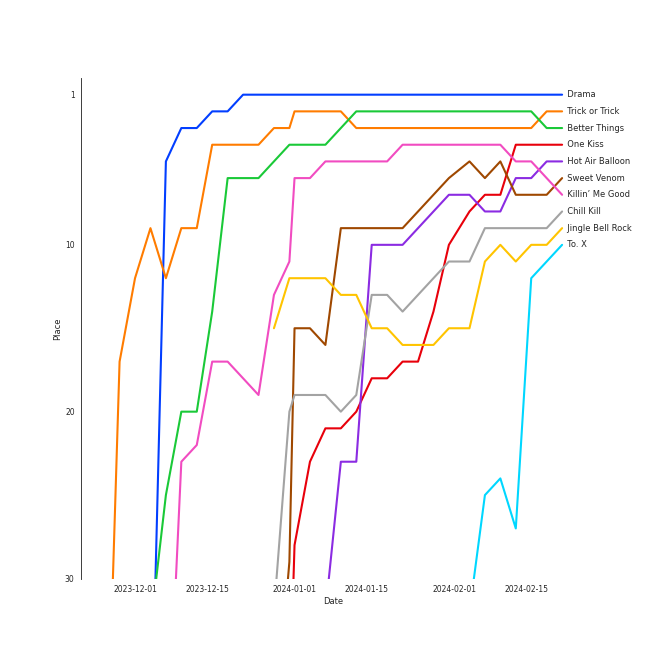 1
10
20
30
Place
2023-12-01
2023-12-15
2024-01-01
2024-01-15
2024-02-01
2024-02-15
Date
Drama
Trick or Trick
Better Things
One Kiss
Hot Air Balloon
Sweet Venom
Killin' Me Good
Chill Kill
Jingle Bell Rock
To. X